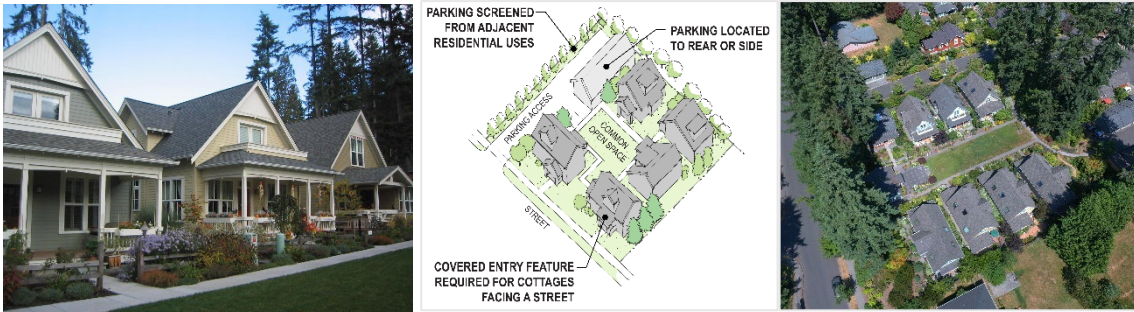 PARKING SCREENED
FROM ADJACENT
RESIDENTIAL USES
PARKING LOCATED
TO REAR OR SIDE
PARKING ACCESS
COMMON
OPEN SPACE
STREET
COVERED ENTRY FEATURE
REQUIRED FOR COTTAGES
FACING A STREET